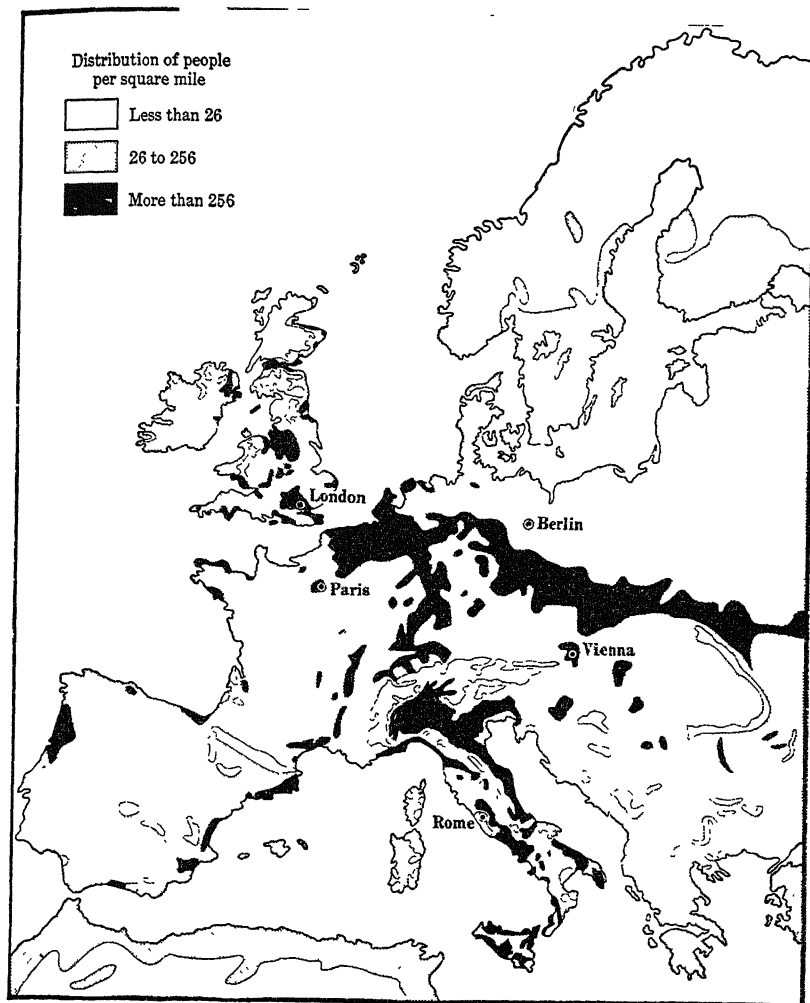 Distribution of people
per square mile
Less than 26
26 to 256
More than 256
London
Berlin
Paris
Vienna
Rome